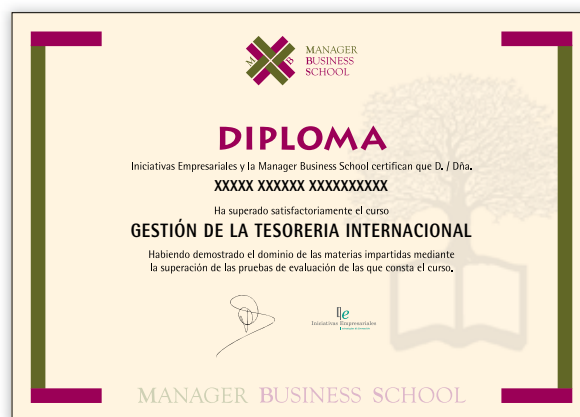 M B
MANAGER
BUSINESS
SCHOOL
DIPLOMA
Iniciativas Empresariales y la Manager Business School certifican que D. / Dña.
XXXXX XXXXXX XXXXXXXXXX
Ha superado satisfactoriamente el curso
GESTIÓN DE LA TESORERIA INTERNACIONAL
Habiendo demostrado el dominio de las materias impartidas mediante
la superación de las pruebas de evaluación de las que consta el curso.
Ie
Iniciativas Empresariales
MANAGER BUSINESS SCHOOL